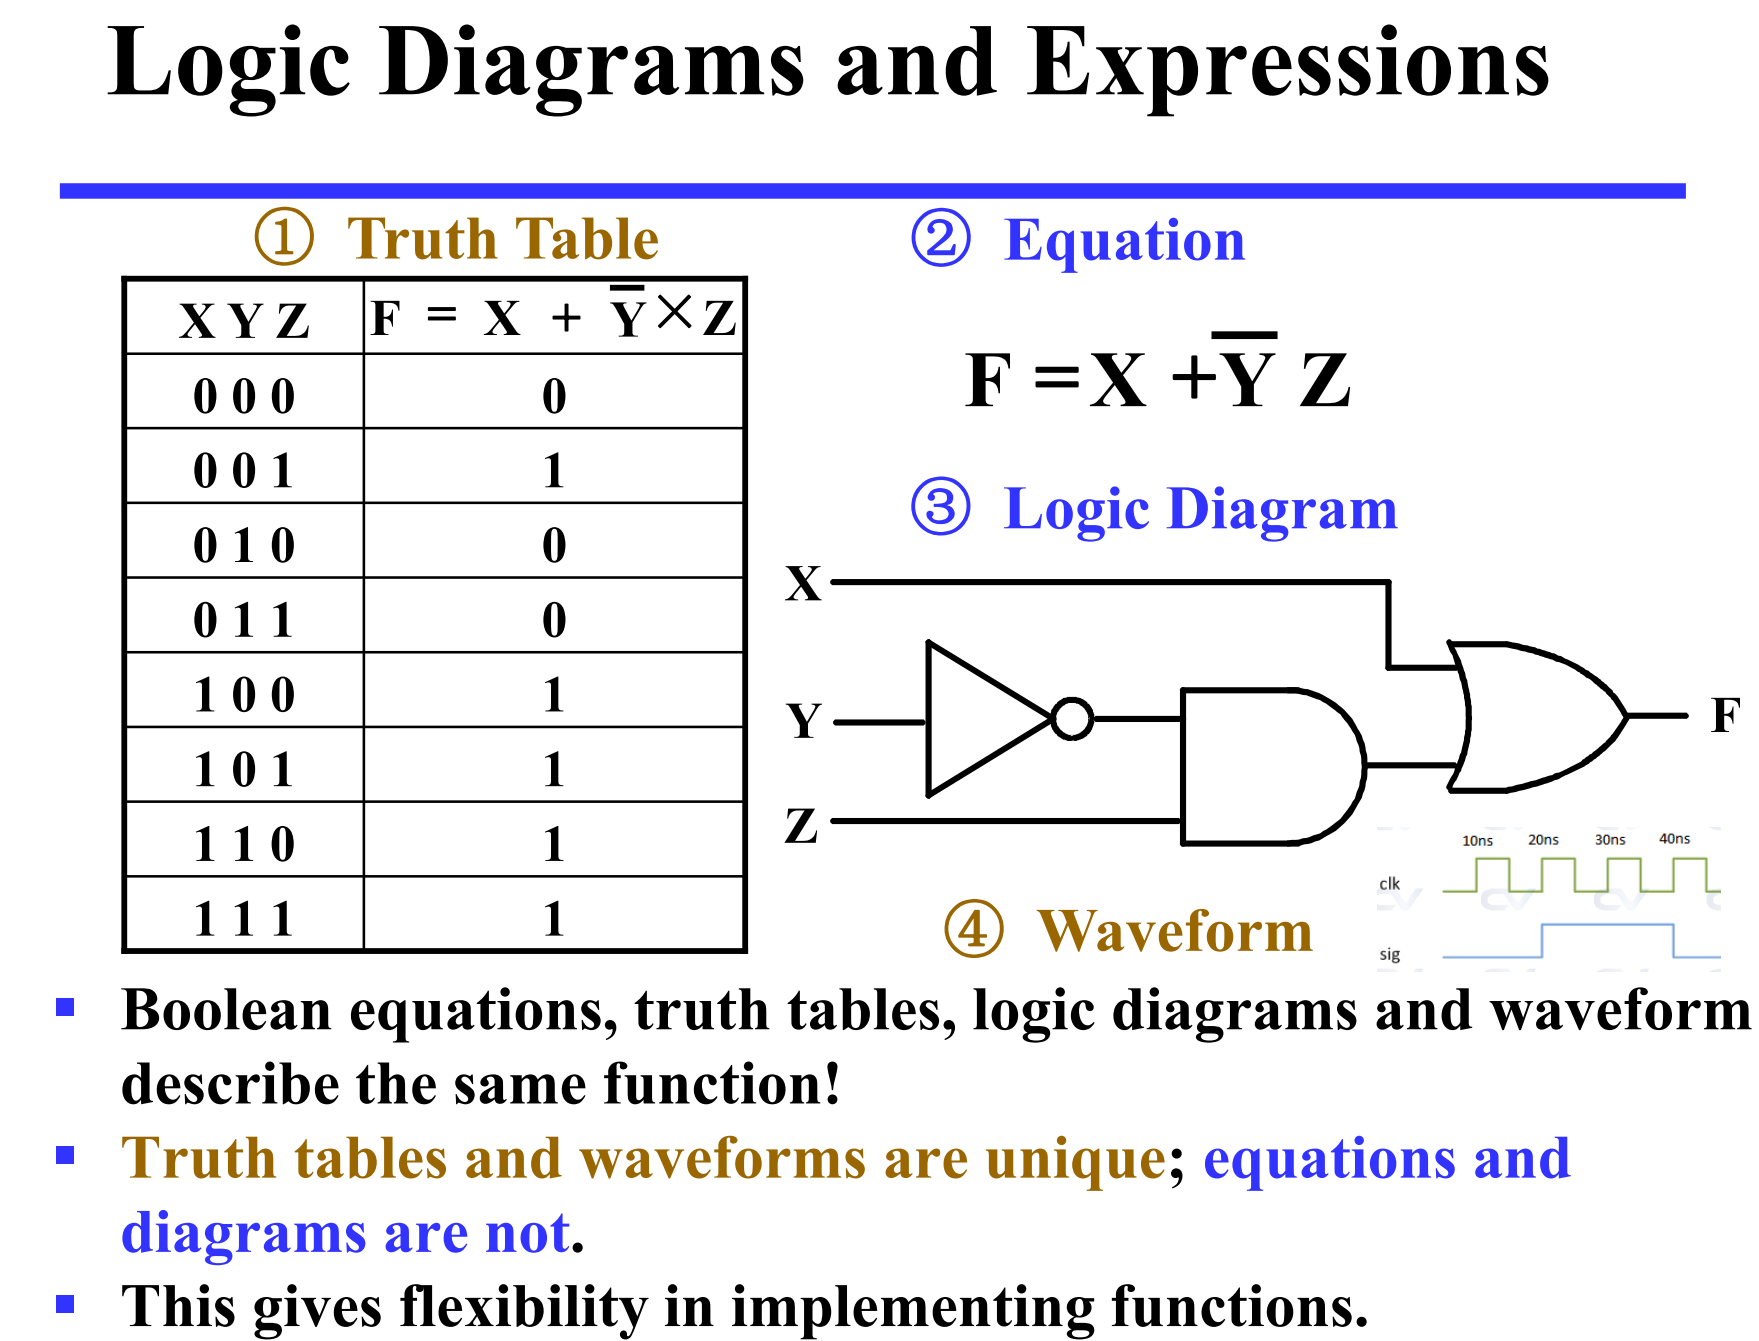 Logic Diagrams and Expressions
① Truth Table
X Y Z F = X + Y̅ × Z
0 0 0 0
0 0 1 1
0 1 0 0
0 1 1 0
1 0 0 1
1 0 1 1
1 1 0 1
1 1 1 1
② Equation
F = X + Y̅ Z
③ Logic Diagram
X
Y
Z
F
④ Waveform
10ns 20ns 30ns 40ns
clk
sig
Boolean equations, truth tables, logic diagrams and waveform
describe the same function!
Truth tables and waveforms are unique; equations and
diagrams are not.
This gives flexibility in implementing functions.